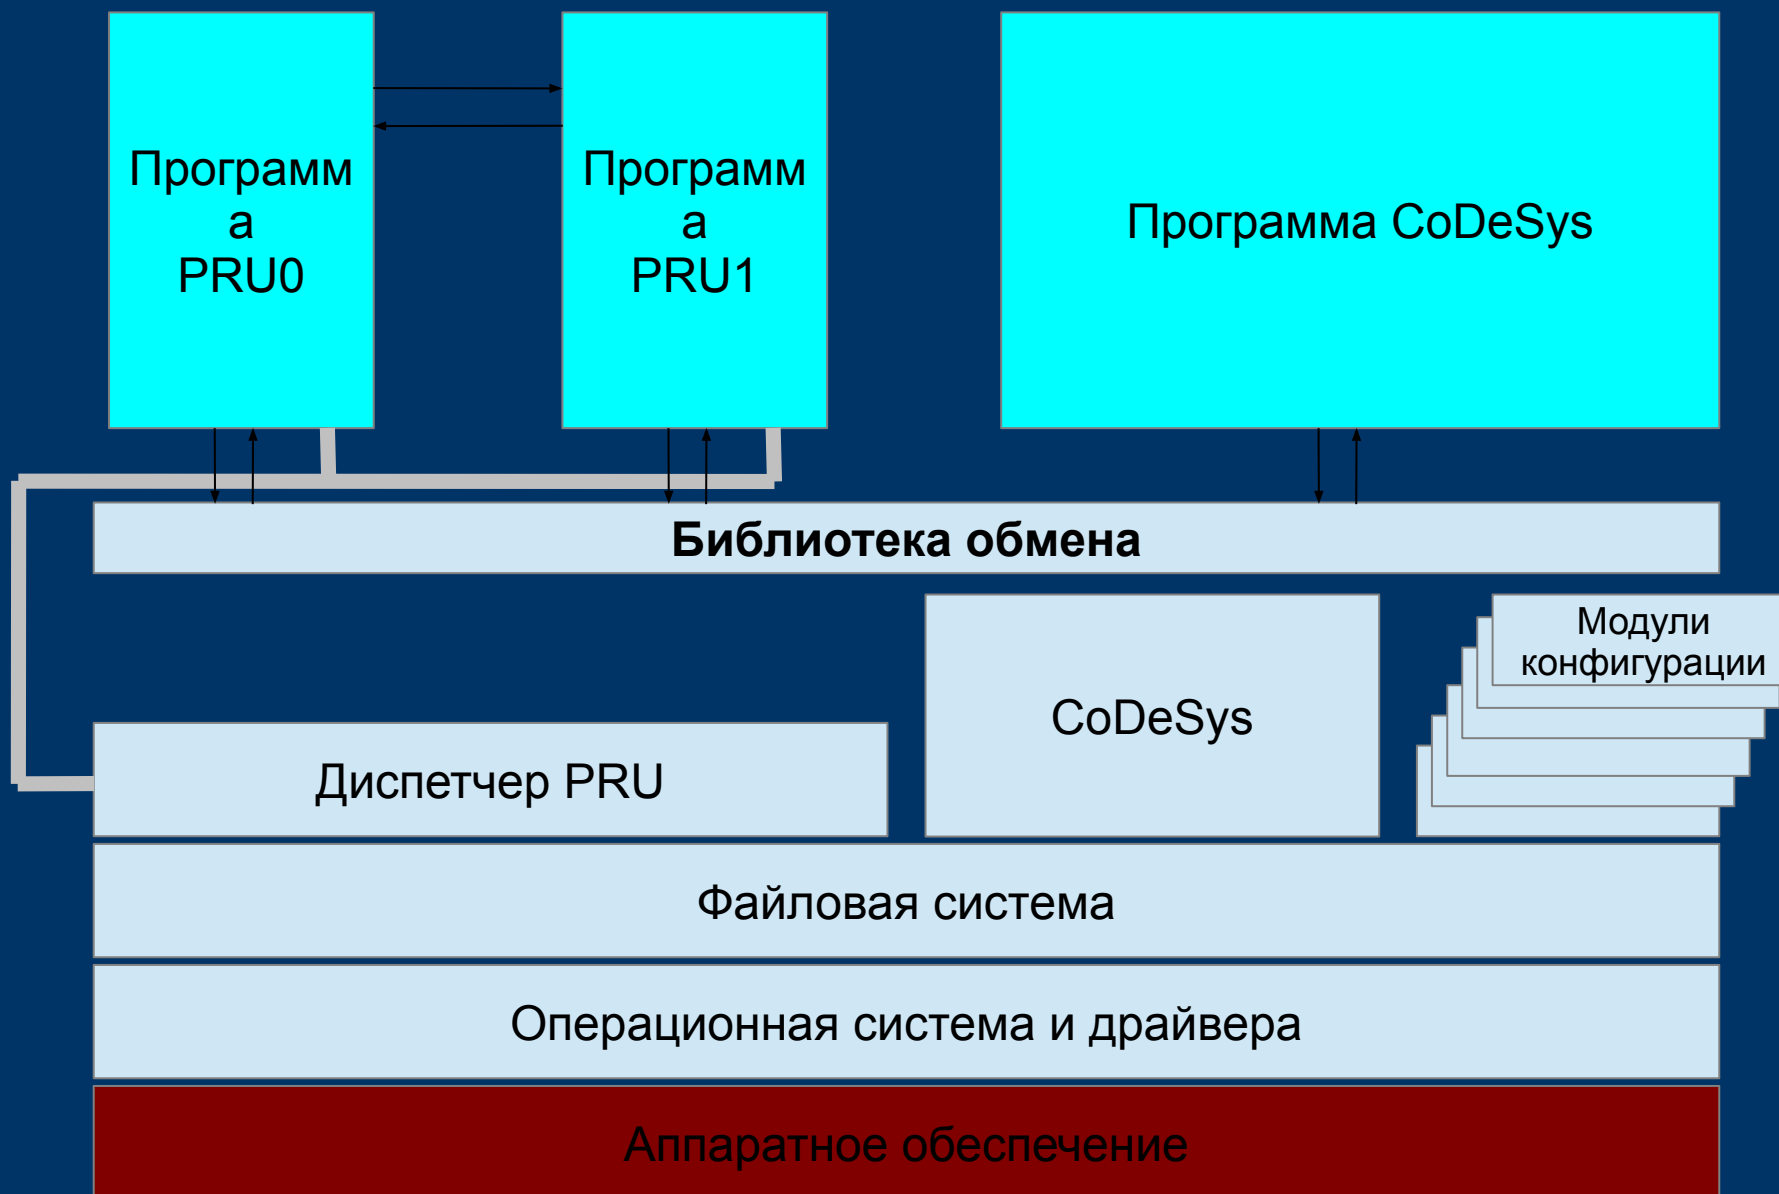 Программ
а
PRU0
Программ
а
PRU1
Программа CoDeSys
Библиотека обмена
Модули
конфигурации
CoDeSys
Диспетчер PRU
Файловая система
Операционная система и драйвера
Аппаратное обеспечение